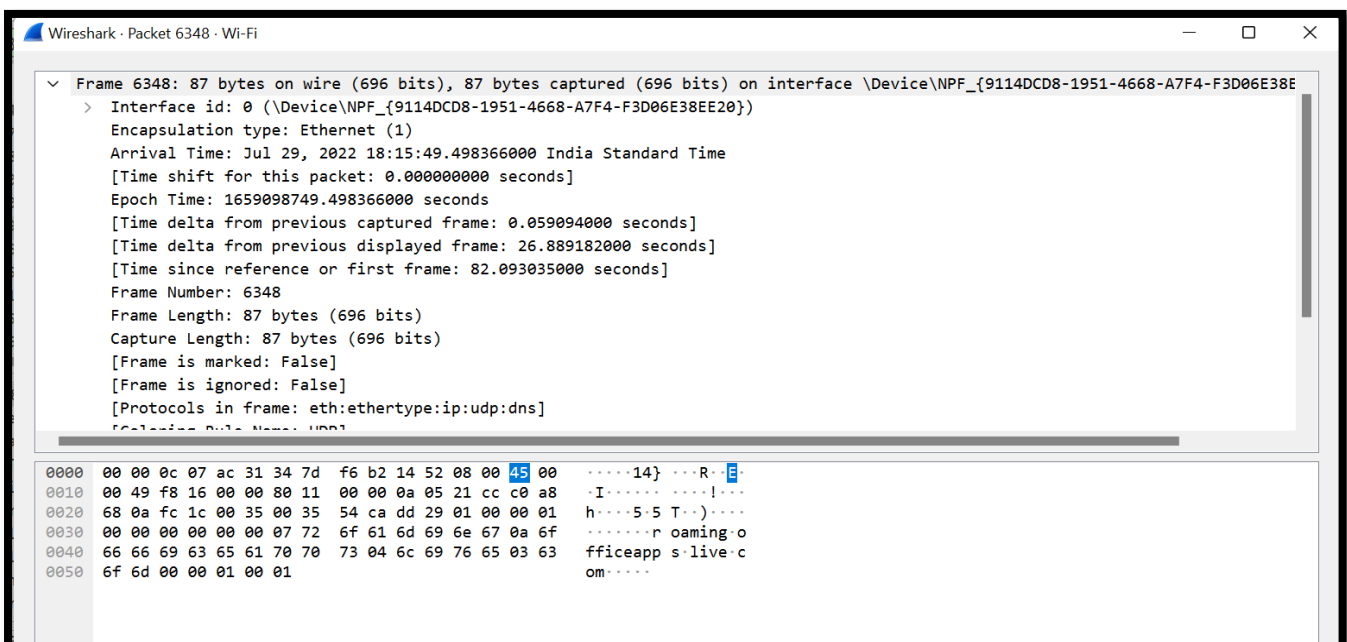 Wireshark · Packet 6348 · Wi-Fi
Frame 6348: 87 bytes on wire (696 bits), 87 bytes captured (696 bits) on interface \Device\NPF_{9114DCD8-1951-4668-A7F4-F3D06E38E
Interface id: 0 (\Device\NPF_{9114DCD8-1951-4668-A7F4-F3D06E38EE20})
Encapsulation type: Ethernet (1)
Arrival Time: Jul 29, 2022 18:15:49.498366000 India Standard Time
[Time shift for this packet: 0.000000000 seconds]
Epoch Time: 1659098749.498366000 seconds
[Time delta from previous captured frame: 0.059094000 seconds]
[Time delta from previous displayed frame: 26.889182000 seconds]
[Time since reference or first frame: 82.093035000 seconds]
Frame Number: 6348
Frame Length: 87 bytes (696 bits)
Capture Length: 87 bytes (696 bits)
[Frame is marked: False]
[Frame is ignored: False]
[Protocols in frame: eth:ethertype:ip:udp:dns]
[Coloring Rule Name: UDP]
0000 00 00 0c 07 ac 31 34 7d f6 b2 14 52 08 00 45 00 ·····14} ···R··E·
0010 00 49 f8 16 00 00 80 11 00 00 0a 05 21 cc c0 a8 ·I······ ····!···
0020 68 0a fc 1c 00 35 00 35 54 ca dd 29 01 00 00 01 h····5·5 T··)····
0030 00 00 00 00 00 00 07 72 6f 61 6d 69 6e 67 0a 6f ·······r oaming·o
0040 66 66 69 63 65 61 70 70 73 04 6c 69 76 65 03 63 fficeapp s·live·c
0050 6f 6d 00 00 01 00 01 om·····